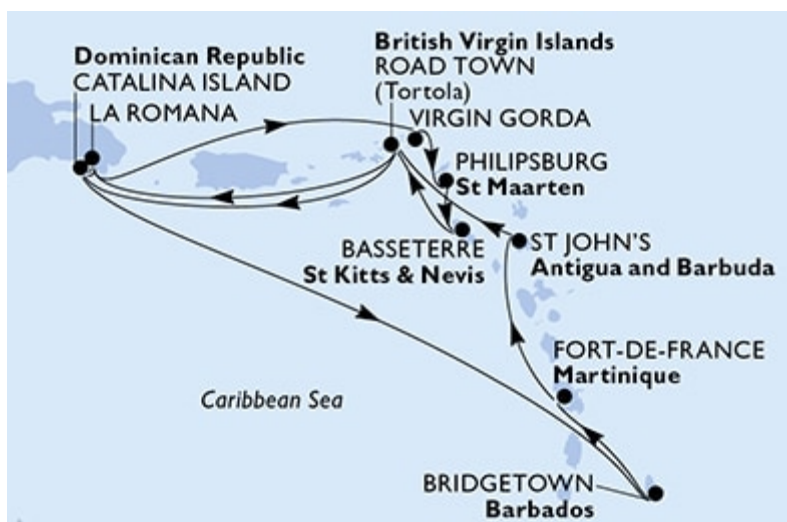 Dominican Republic
CATALINA ISLAND
LA ROMANA
British Virgin Islands
ROAD TOWN
(Tortola)
VIRGIN GORDA
PHILIPSBURG
St Maarten
BASSETERRE
St Kitts & Nevis
ST JOHN'S
Antigua and Barbuda
FORT-DE-FRANCE
Martinique
Caribbean Sea
BRIDGETOWN
Barbados